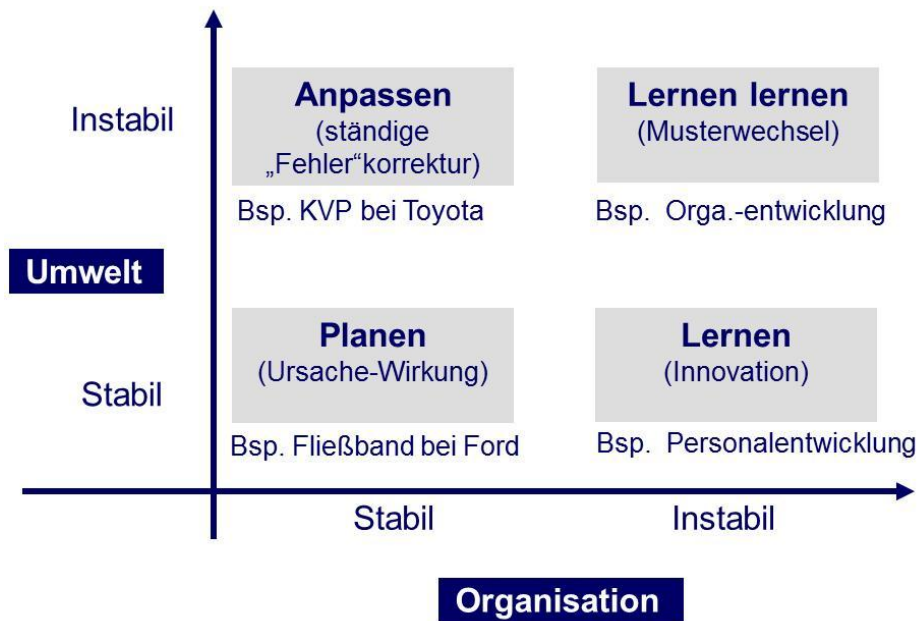 Instabil
Anpassen
(ständige
„Fehler“korrektur)
Bsp. KVP bei Toyota
Lernen lernen
(Musterwechsel)
Bsp. Orga.-entwicklung
Umwelt
Stabil
Planen
(Ursache-Wirkung)
Bsp. Fließband bei Ford
Lernen
(Innovation)
Bsp. Personalentwicklung
Stabil
Instabil
Organisation